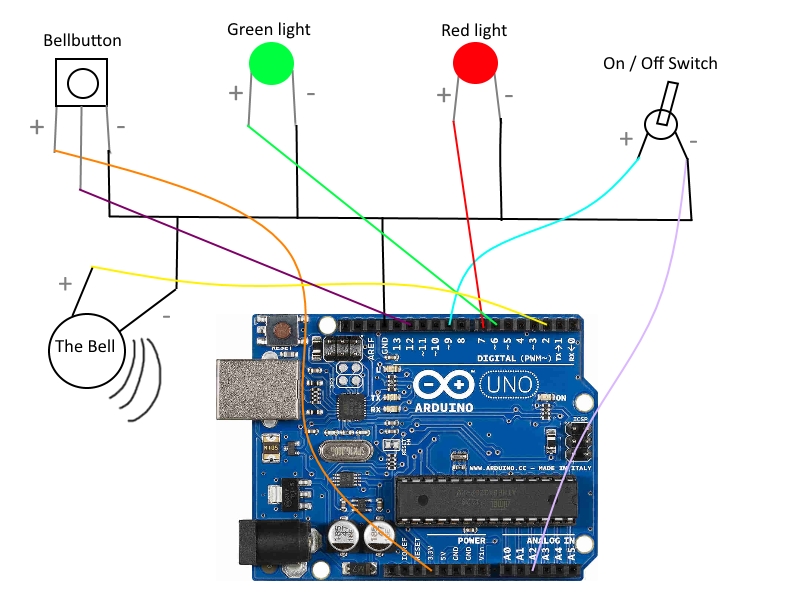 Green light
Red light
Bellbutton
On / Off Switch
+ -
+ -
+ -
+ -
+
-
The Bell
RESET
AREF
GND
13
12
~11
~10
~9
8
7
~6
~5
4
~3
2
TX→1
RX←0
DIGITAL (PWM~)
L
TX
RX
UNO
ARDUINO
ON
ICSP
WWW.ARDUINO.CC - MADE IN ITALY
IOREF
RESET
3.3V
5V
GND
GND
Vin
POWER
ANALOG IN
A0
A1
A2
A3
A4
A5